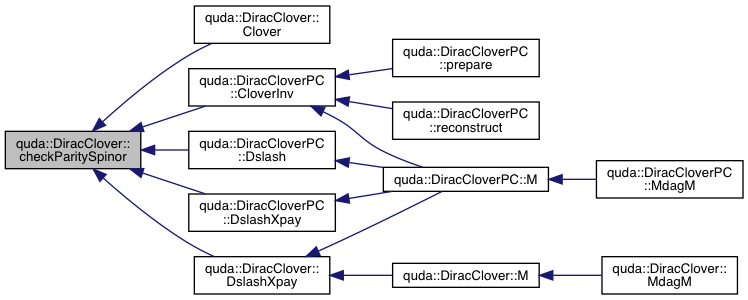 quda::DiracClover::
Clover
quda::DiracCloverPC
::CloverInv
quda::DiracCloverPC
::prepare
quda::DiracCloverPC
::reconstruct
quda::DiracClover::
checkParitySpinor
quda::DiracCloverPC
::Dslash
quda::DiracCloverPC::M
quda::DiracCloverPC
::MdagM
quda::DiracCloverPC
::DslashXpay
quda::DiracClover::
DslashXpay
quda::DiracClover::M
quda::DiracClover::
MdagM